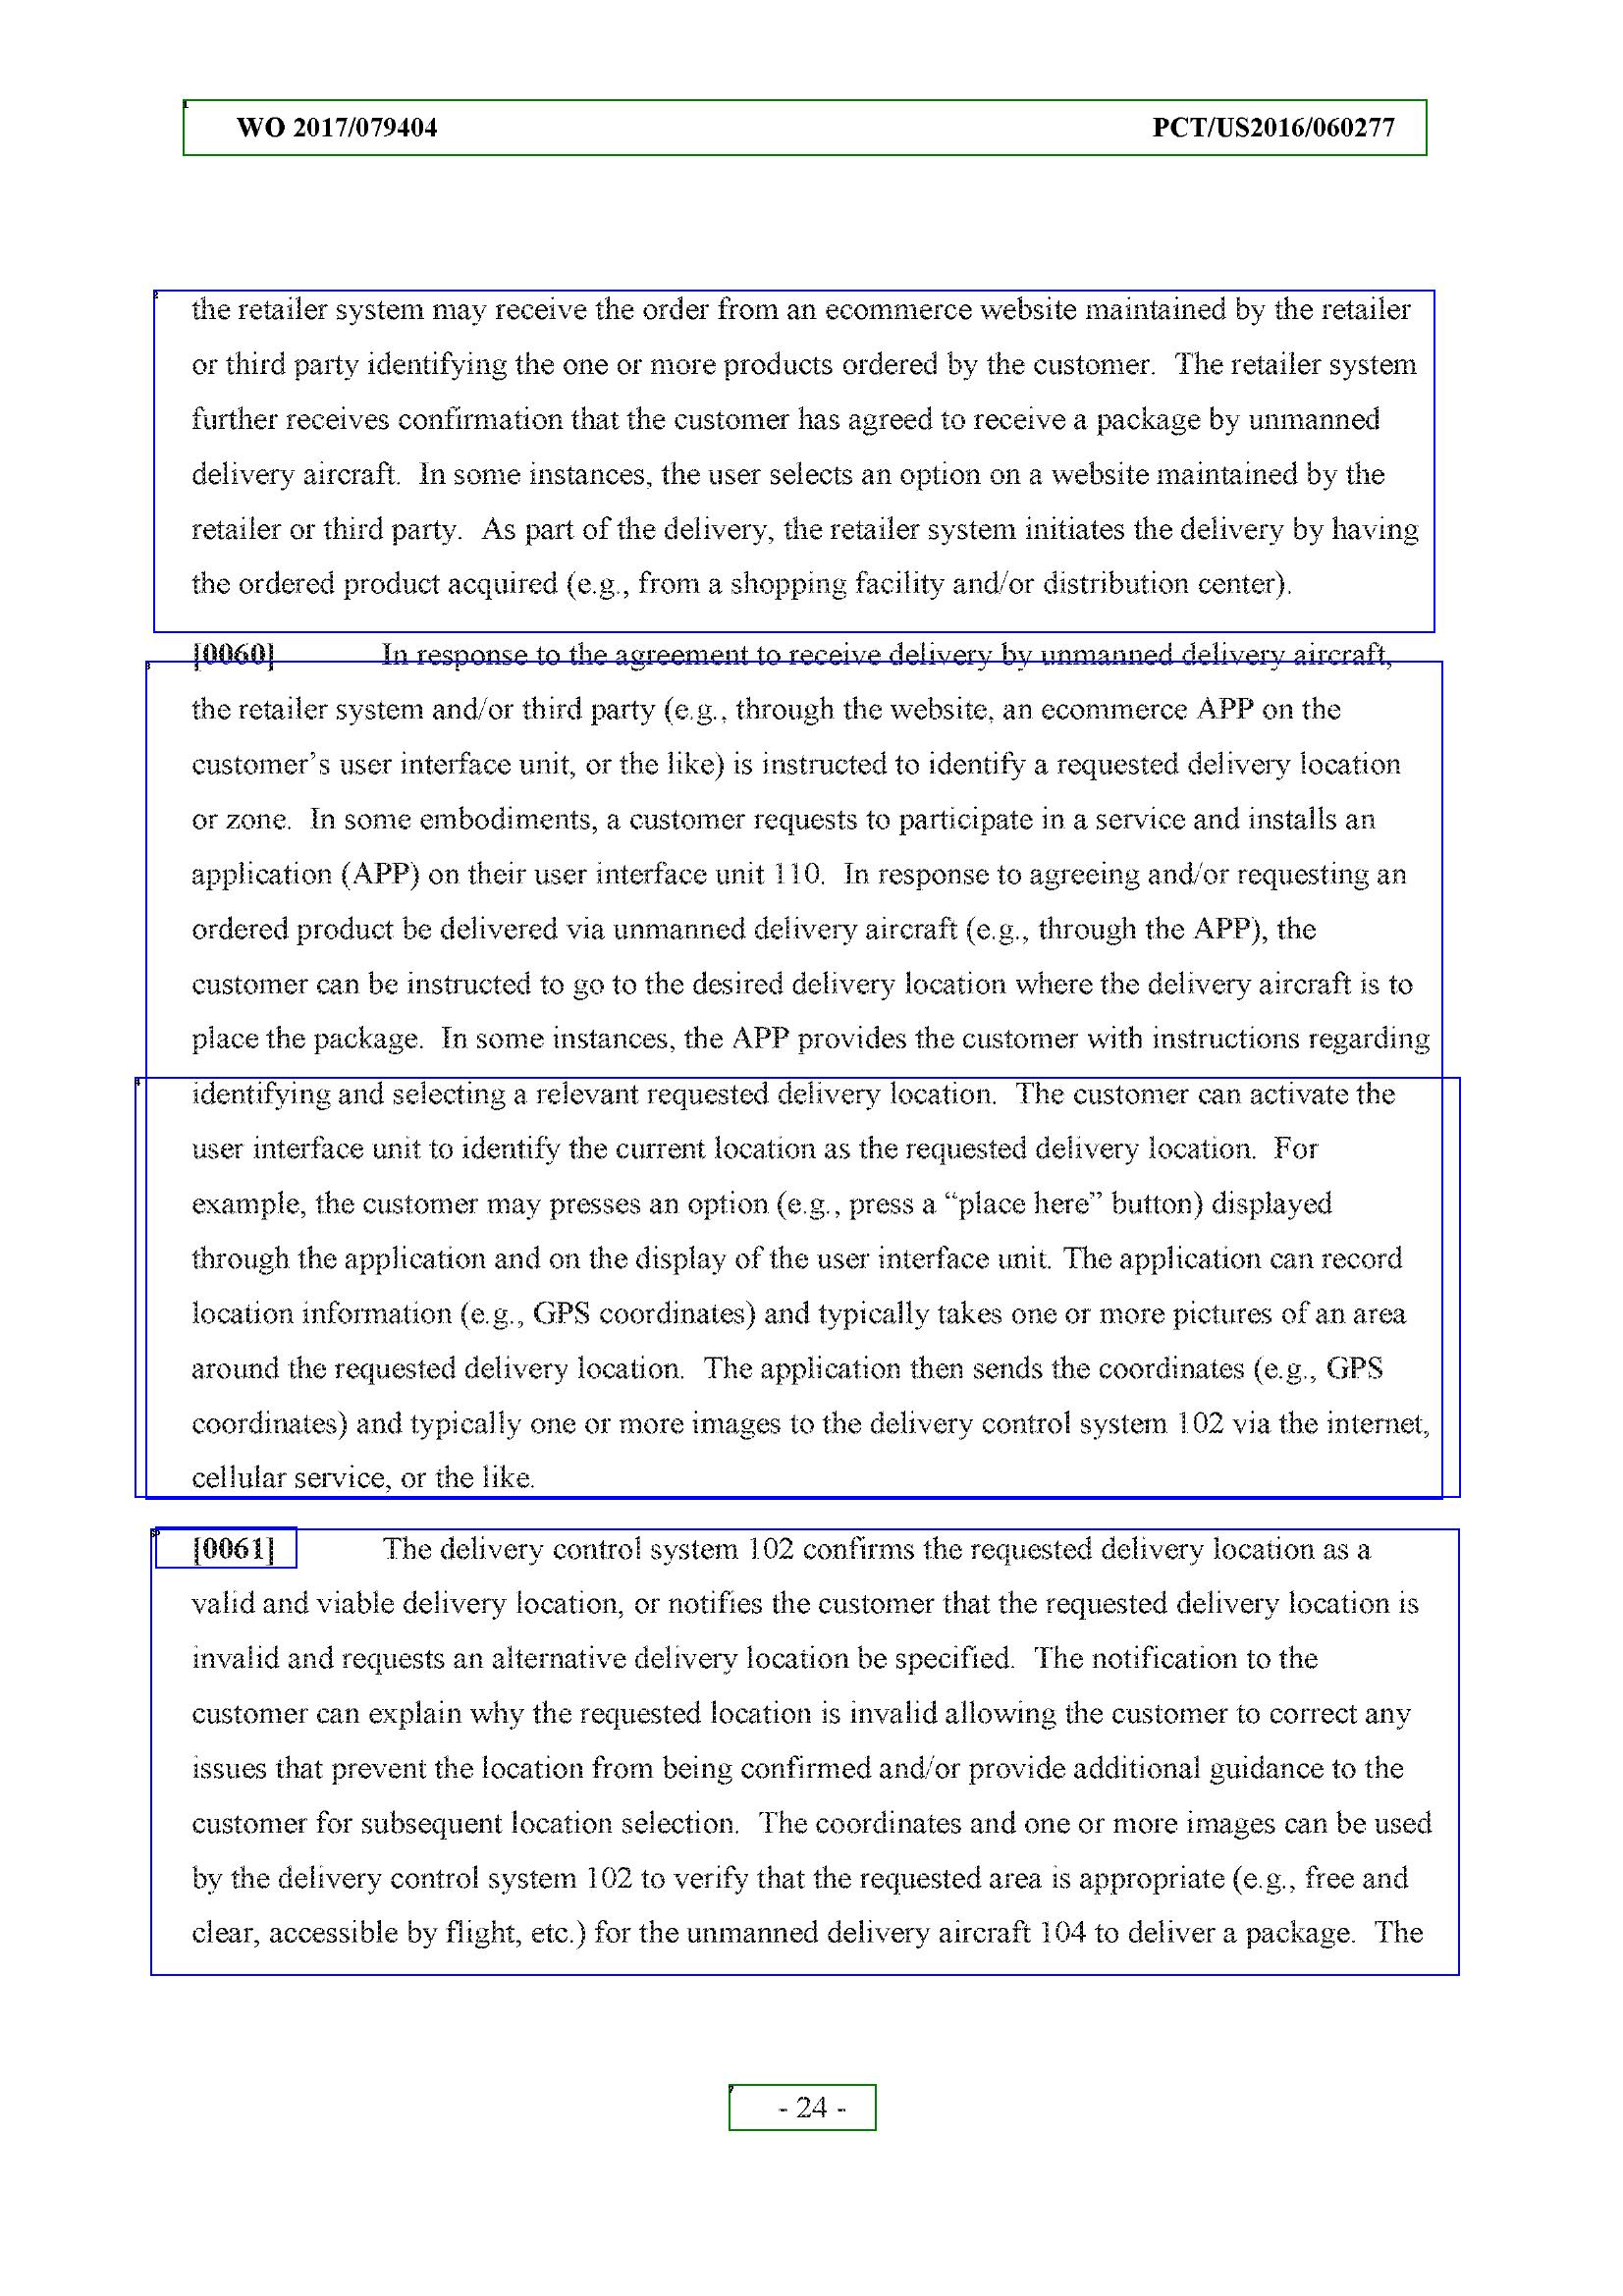 WO 2017/079404 PCT/US2016/060277
the retailer system may receive the order from an ecommerce website maintained by the retailer
or third party identifying the one or more products ordered by the customer.  The retailer system
further receives confirmation that the customer has agreed to receive a package by unmanned
delivery aircraft.  In some instances, the user selects an option on a website maintained by the
retailer or third party.  As part of the delivery, the retailer system initiates the delivery by having
the ordered product acquired (e.g., from a shopping facility and/or distribution center).
[0060] In response to the agreement to receive delivery by unmanned delivery aircraft,
the retailer system and/or third party (e.g., through the website, an ecommerce APP on the
customer’s user interface unit, or the like) is instructed to identify a requested delivery location
or zone.  In some embodiments, a customer requests to participate in a service and installs an
application (APP) on their user interface unit 110.  In response to agreeing and/or requesting an
ordered product be delivered via unmanned delivery aircraft (e.g., through the APP), the
customer can be instructed to go to the desired delivery location where the delivery aircraft is to
place the package.  In some instances, the APP provides the customer with instructions regarding
identifying and selecting a relevant requested delivery location.  The customer can activate the
user interface unit to identify the current location as the requested delivery location.  For
example, the customer may presses an option (e.g., press a “place here” button) displayed
through the application and on the display of the user interface unit. The application can record
location information (e.g., GPS coordinates) and typically takes one or more pictures of an area
around the requested delivery location.  The application then sends the coordinates (e.g., GPS
coordinates) and typically one or more images to the delivery control system 102 via the internet,
cellular service, or the like.
[0061] The delivery control system 102 confirms the requested delivery location as a
valid and viable delivery location, or notifies the customer that the requested delivery location is
invalid and requests an alternative delivery location be specified.  The notification to the
customer can explain why the requested location is invalid allowing the customer to correct any
issues that prevent the location from being confirmed and/or provide additional guidance to the
customer for subsequent location selection.  The coordinates and one or more images can be used
by the delivery control system 102 to verify that the requested area is appropriate (e.g., free and
clear, accessible by flight, etc.) for the unmanned delivery aircraft 104 to deliver a package.  The
- 24 -